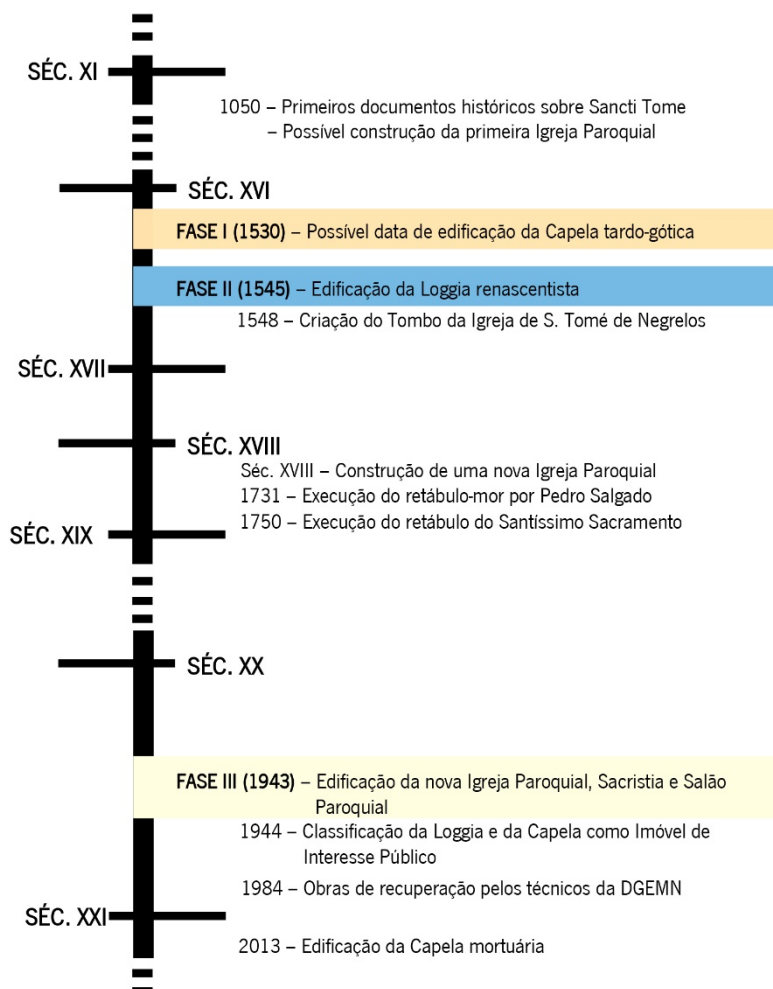 SÉC. XI
1050 – Primeiros documentos históricos sobre Sancti Tome
– Possível construção da primeira Igreja Paroquial
SÉC. XVI
FASE I (1530) – Possível data de edificação da Capela tardo-gótica
FASE II (1545) – Edificação da Loggia renascentista
1548 – Criação do Tombo da Igreja de S. Tomé de Negrelos
SÉC. XVII
SÉC. XVIII
Séc. XVIII – Construção de uma nova Igreja Paroquial
1731 – Execução do retábulo-mor por Pedro Salgado
1750 – Execução do retábulo do Santíssimo Sacramento
SÉC. XIX
SÉC. XX
FASE III (1943) – Edificação da nova Igreja Paroquial, Sacristia e Salão
Paroquial
1944 – Classificação da Loggia e da Capela como Imóvel de
Interesse Público
1984 – Obras de recuperação pelos técnicos da DGEMN
SÉC. XXI
2013 – Edificação da Capela mortuária